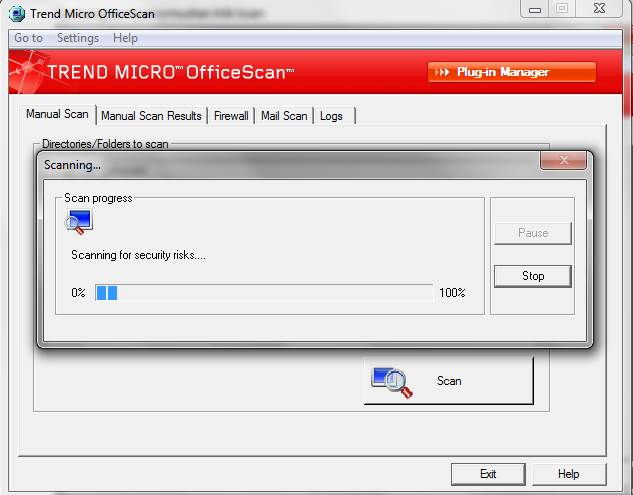 Trend Micro OfficeScan
Go to Settings Help
TREND MICRO™ OfficeScan™
Plug-in Manager
Manual Scan Manual Scan Results Firewall Mail Scan Logs
Directories/Folders to scan
Scanning...
Scan progress
Pause
Scanning for security risks....
Stop
0% 100%
Scan
Exit Help